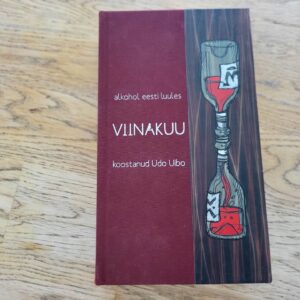 alkohol eesti luules
VIINAKUU
koostanud Udo Uibo